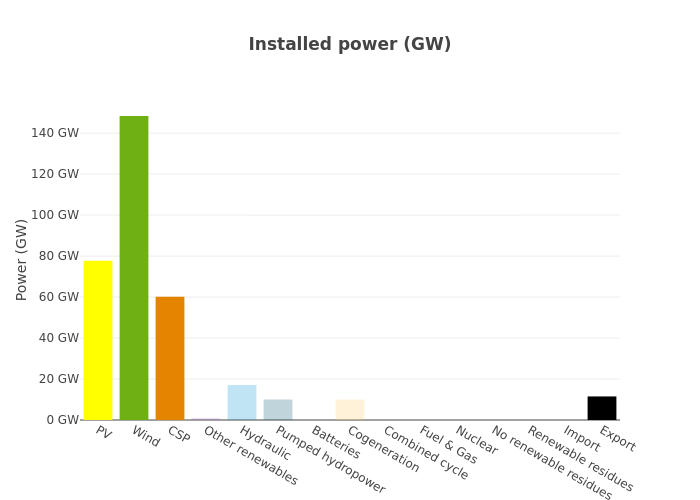 Installed power (GW)
Power (GW)
140 GW
120 GW
100 GW
80 GW
60 GW
40 GW
20 GW
0 GW
PV
Wind
CSP
Other renewables
Hydraulic
Pumped hydropower
Batteries
Cogeneration
Combined cycle
Fuel & Gas
Nuclear
No renewable residues
Renewable residues
Import
Export